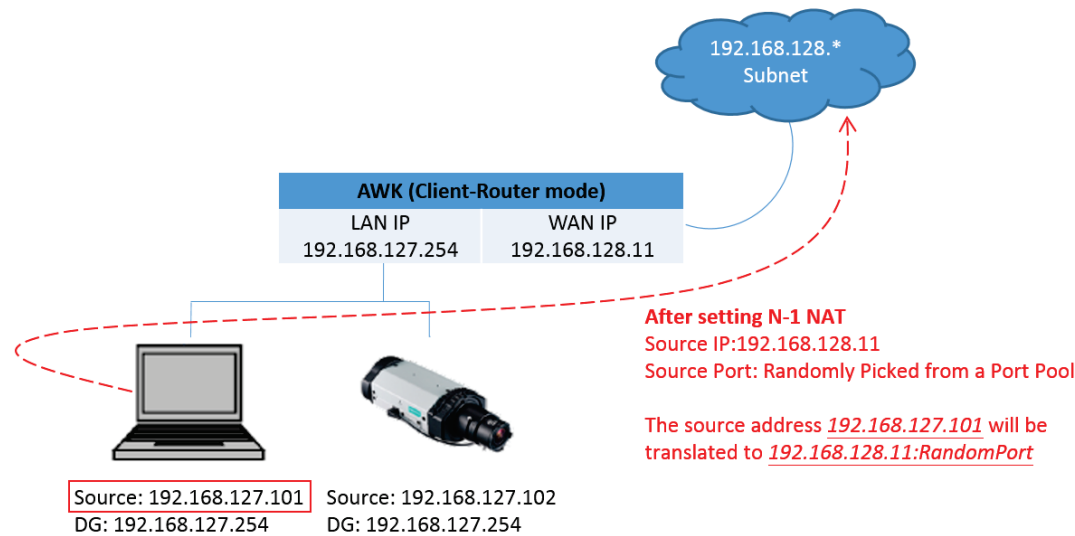 192.168.128.*
Subnet
AWK (Client-Router mode)
LAN IP
192.168.127.254
WAN IP
192.168.128.11
After setting N-1 NAT
Source IP:192.168.128.11
Source Port: Randomly Picked from a Port Pool
The source address 192.168.127.101 will be
translated to 192.168.128.11:RandomPort
Source: 192.168.127.101
DG: 192.168.127.254
Source: 192.168.127.102
DG: 192.168.127.254